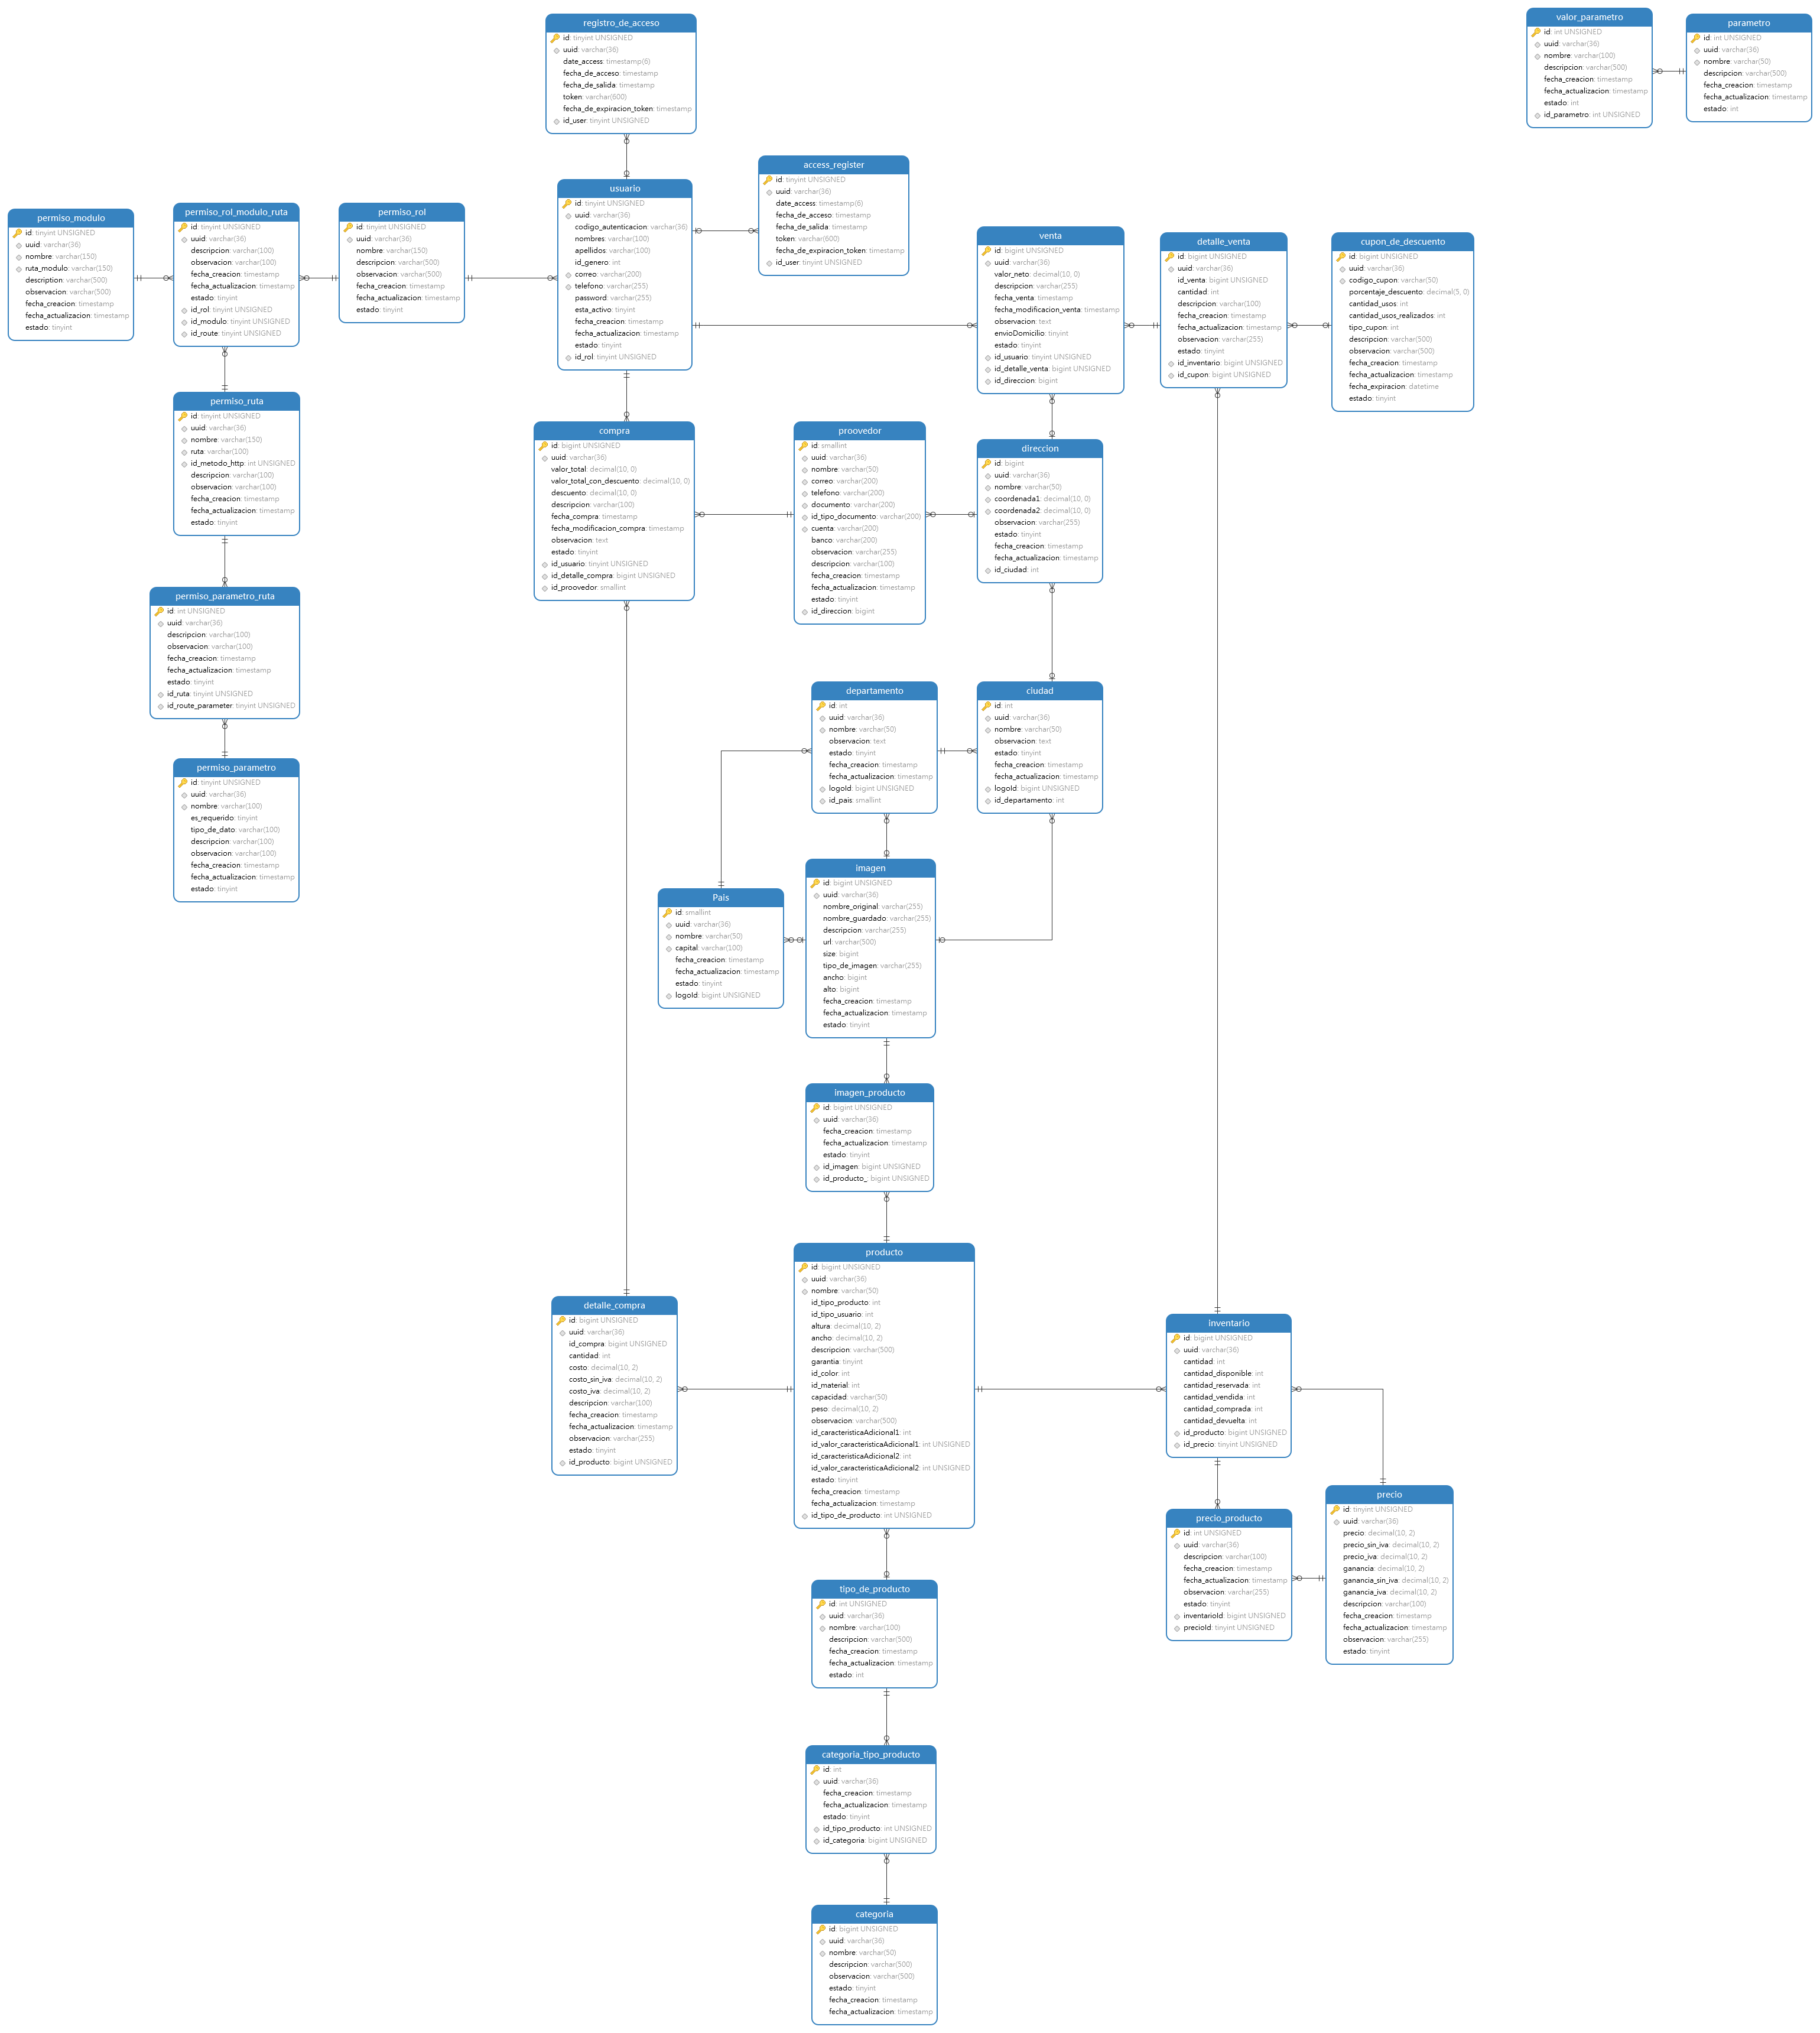 registro_de_acceso
id: tinyint UNSIGNED
uuid: varchar(36)
date_access: timestamp(6)
fecha_de_acceso: timestamp
fecha_de_salida: timestamp
token: varchar(600)
fecha_de_expiracion_token: timestamp
id_user: tinyint UNSIGNED
valor_parametro
id: int UNSIGNED
uuid: varchar(36)
nombre: varchar(100)
descripcion: varchar(500)
fecha_creacion: timestamp
fecha_actualizacion: timestamp
estado: int
id_parametro: int UNSIGNED
parametro
id: int UNSIGNED
uuid: varchar(36)
nombre: varchar(50)
descripcion: varchar(500)
fecha_creacion: timestamp
fecha_actualizacion: timestamp
estado: int
permiso_modulo
id: tinyint UNSIGNED
uuid: varchar(36)
nombre: varchar(150)
ruta_modulo: varchar(150)
description: varchar(500)
observacion: varchar(500)
fecha_creacion: timestamp
fecha_actualizacion: timestamp
estado: tinyint
permiso_rol_modulo_ruta
id: tinyint UNSIGNED
uuid: varchar(36)
descripcion: varchar(100)
observacion: varchar(100)
fecha_creacion: timestamp
fecha_actualizacion: timestamp
estado: tinyint
id_rol: tinyint UNSIGNED
id_modulo: tinyint UNSIGNED
id_route: tinyint UNSIGNED
permiso_rol
id: tinyint UNSIGNED
uuid: varchar(36)
nombre: varchar(150)
descripcion: varchar(500)
observacion: varchar(500)
fecha_creacion: timestamp
fecha_actualizacion: timestamp
estado: tinyint
usuario
id: tinyint UNSIGNED
uuid: varchar(36)
codigo_autenticacion: varchar(36)
nombres: varchar(100)
apellidos: varchar(100)
id_genero: int
correo: varchar(200)
telefono: varchar(255)
password: varchar(255)
esta_activo: tinyint
fecha_creacion: timestamp
fecha_actualizacion: timestamp
estado: tinyint
id_rol: tinyint UNSIGNED
access_register
id: tinyint UNSIGNED
uuid: varchar(36)
date_access: timestamp(6)
fecha_de_acceso: timestamp
fecha_de_salida: timestamp
token: varchar(600)
fecha_de_expiracion_token: timestamp
id_user: tinyint UNSIGNED
venta
id: bigint UNSIGNED
uuid: varchar(36)
valor_neto: decimal(10, 0)
descripcion: varchar(255)
fecha_venta: timestamp
fecha_modificacion_venta: timestamp
observacion: text
envioDomicilio: tinyint
estado: tinyint
id_usuario: tinyint UNSIGNED
id_detalle_venta: bigint UNSIGNED
id_direccion: bigint
detalle_venta
id: bigint UNSIGNED
uuid: varchar(36)
id_venta: bigint UNSIGNED
cantidad: int
descripcion: varchar(100)
fecha_creacion: timestamp
fecha_actualizacion: timestamp
observacion: varchar(255)
estado: tinyint
id_inventario: bigint UNSIGNED
id_cupon: bigint UNSIGNED
cupon_de_descuento
id: bigint UNSIGNED
uuid: varchar(36)
codigo_cupon: varchar(50)
porcentaje_descuento: decimal(5, 0)
cantidad_usos: int
cantidad_usos_realizados: int
tipo_cupon: int
descripcion: varchar(500)
observacion: varchar(500)
fecha_creacion: timestamp
fecha_actualizacion: timestamp
fecha_expiracion: datetime
estado: tinyint
permiso_ruta
id: tinyint UNSIGNED
uuid: varchar(36)
nombre: varchar(150)
ruta: varchar(100)
id_metodo_http: int UNSIGNED
descripcion: varchar(100)
observacion: varchar(100)
fecha_creacion: timestamp
fecha_actualizacion: timestamp
estado: tinyint
compra
id: bigint UNSIGNED
uuid: varchar(36)
valor_total: decimal(10, 0)
valor_total_con_descuento: decimal(10, 0)
descuento: decimal(10, 0)
descripcion: varchar(100)
fecha_compra: timestamp
fecha_modificacion_compra: timestamp
observacion: text
estado: tinyint
id_usuario: tinyint UNSIGNED
id_detalle_compra: bigint UNSIGNED
id_proovedor: smallint
proovedor
id: smallint
uuid: varchar(36)
nombre: varchar(50)
correo: varchar(200)
telefono: varchar(200)
documento: varchar(200)
id_tipo_documento: varchar(200)
cuenta: varchar(200)
banco: varchar(200)
observacion: varchar(255)
descripcion: varchar(100)
fecha_creacion: timestamp
fecha_actualizacion: timestamp
estado: tinyint
id_direccion: bigint
direccion
id: bigint
uuid: varchar(36)
nombre: varchar(50)
coordenada1: decimal(10, 0)
coordenada2: decimal(10, 0)
observacion: varchar(255)
estado: tinyint
fecha_creacion: timestamp
fecha_actualizacion: timestamp
id_ciudad: int
permiso_parametro_ruta
id: int UNSIGNED
uuid: varchar(36)
descripcion: varchar(100)
observacion: varchar(100)
fecha_creacion: timestamp
fecha_actualizacion: timestamp
estado: tinyint
id_ruta: tinyint UNSIGNED
id_route_parameter: tinyint UNSIGNED
departamento
id: int
uuid: varchar(36)
nombre: varchar(50)
observacion: text
estado: tinyint
fecha_creacion: timestamp
fecha_actualizacion: timestamp
logoId: bigint UNSIGNED
id_pais: smallint
ciudad
id: int
uuid: varchar(36)
nombre: varchar(50)
observacion: text
estado: tinyint
fecha_creacion: timestamp
fecha_actualizacion: timestamp
logoId: bigint UNSIGNED
id_departamento: int
permiso_parametro
id: tinyint UNSIGNED
uuid: varchar(36)
nombre: varchar(100)
es_requerido: tinyint
tipo_de_dato: varchar(100)
descripcion: varchar(100)
observacion: varchar(100)
fecha_creacion: timestamp
fecha_actualizacion: timestamp
estado: tinyint
Pais
id: smallint
uuid: varchar(36)
nombre: varchar(50)
capital: varchar(100)
fecha_creacion: timestamp
fecha_actualizacion: timestamp
estado: tinyint
logoId: bigint UNSIGNED
imagen
id: bigint UNSIGNED
uuid: varchar(36)
nombre_original: varchar(255)
nombre_guardado: varchar(255)
descripcion: varchar(255)
url: varchar(500)
size: bigint
tipo_de_imagen: varchar(255)
ancho: bigint
alto: bigint
fecha_creacion: timestamp
fecha_actualizacion: timestamp
estado: tinyint
imagen_producto
id: bigint UNSIGNED
uuid: varchar(36)
fecha_creacion: timestamp
fecha_actualizacion: timestamp
estado: tinyint
id_imagen: bigint UNSIGNED
id_producto_: bigint UNSIGNED
detalle_compra
id: bigint UNSIGNED
uuid: varchar(36)
id_compra: bigint UNSIGNED
cantidad: int
costo: decimal(10, 2)
costo_sin_iva: decimal(10, 2)
costo_iva: decimal(10, 2)
descripcion: varchar(100)
fecha_creacion: timestamp
fecha_actualizacion: timestamp
observacion: varchar(255)
estado: tinyint
id_producto: bigint UNSIGNED
producto
id: bigint UNSIGNED
uuid: varchar(36)
nombre: varchar(50)
id_tipo_producto: int
id_tipo_usuario: int
altura: decimal(10, 2)
ancho: decimal(10, 2)
descripcion: varchar(500)
garantia: tinyint
id_color: int
id_material: int
capacidad: varchar(50)
peso: decimal(10, 2)
observacion: varchar(500)
id_caracteristicaAdicional1: int
id_valor_caracteristicaAdicional1: int UNSIGNED
id_caracteristicaAdicional2: int
id_valor_caracteristicaAdicional2: int UNSIGNED
estado: tinyint
fecha_creacion: timestamp
fecha_actualizacion: timestamp
id_tipo_de_producto: int UNSIGNED
inventario
id: bigint UNSIGNED
uuid: varchar(36)
cantidad: int
cantidad_disponible: int
cantidad_reservada: int
cantidad_vendida: int
cantidad_comprada: int
cantidad_devuelta: int
id_producto: bigint UNSIGNED
id_precio: tinyint UNSIGNED
precio_producto
id: int UNSIGNED
uuid: varchar(36)
descripcion: varchar(100)
fecha_creacion: timestamp
fecha_actualizacion: timestamp
observacion: varchar(255)
estado: tinyint
inventarioId: bigint UNSIGNED
precioId: tinyint UNSIGNED
precio
id: tinyint UNSIGNED
uuid: varchar(36)
precio: decimal(10, 2)
precio_sin_iva: decimal(10, 2)
precio_iva: decimal(10, 2)
ganancia: decimal(10, 2)
ganancia_sin_iva: decimal(10, 2)
ganancia_iva: decimal(10, 2)
descripcion: varchar(100)
fecha_creacion: timestamp
fecha_actualizacion: timestamp
observacion: varchar(255)
estado: tinyint
tipo_de_producto
id: int UNSIGNED
uuid: varchar(36)
nombre: varchar(100)
descripcion: varchar(500)
fecha_creacion: timestamp
fecha_actualizacion: timestamp
estado: int
categoria_tipo_producto
id: int
uuid: varchar(36)
fecha_creacion: timestamp
fecha_actualizacion: timestamp
estado: tinyint
id_tipo_producto: int UNSIGNED
id_categoria: bigint UNSIGNED
categoria
id: bigint UNSIGNED
uuid: varchar(36)
nombre: varchar(50)
descripcion: varchar(500)
observacion: varchar(500)
estado: tinyint
fecha_creacion: timestamp
fecha_actualizacion: timestamp